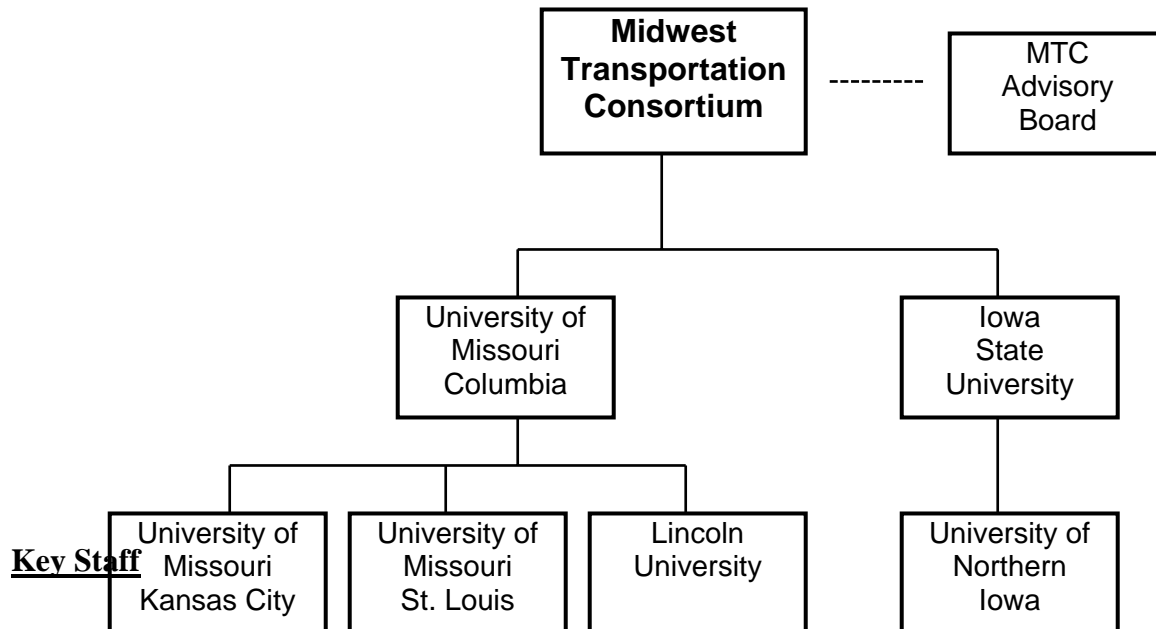 Midwest
Transportation
Consortium
MTC
Advisory
Board
University of
Missouri
Columbia
Iowa
State
University
University of
Missouri
Kansas City
University of
Missouri
St. Louis
Lincoln
University
University of
Northern
Iowa
Key Staff